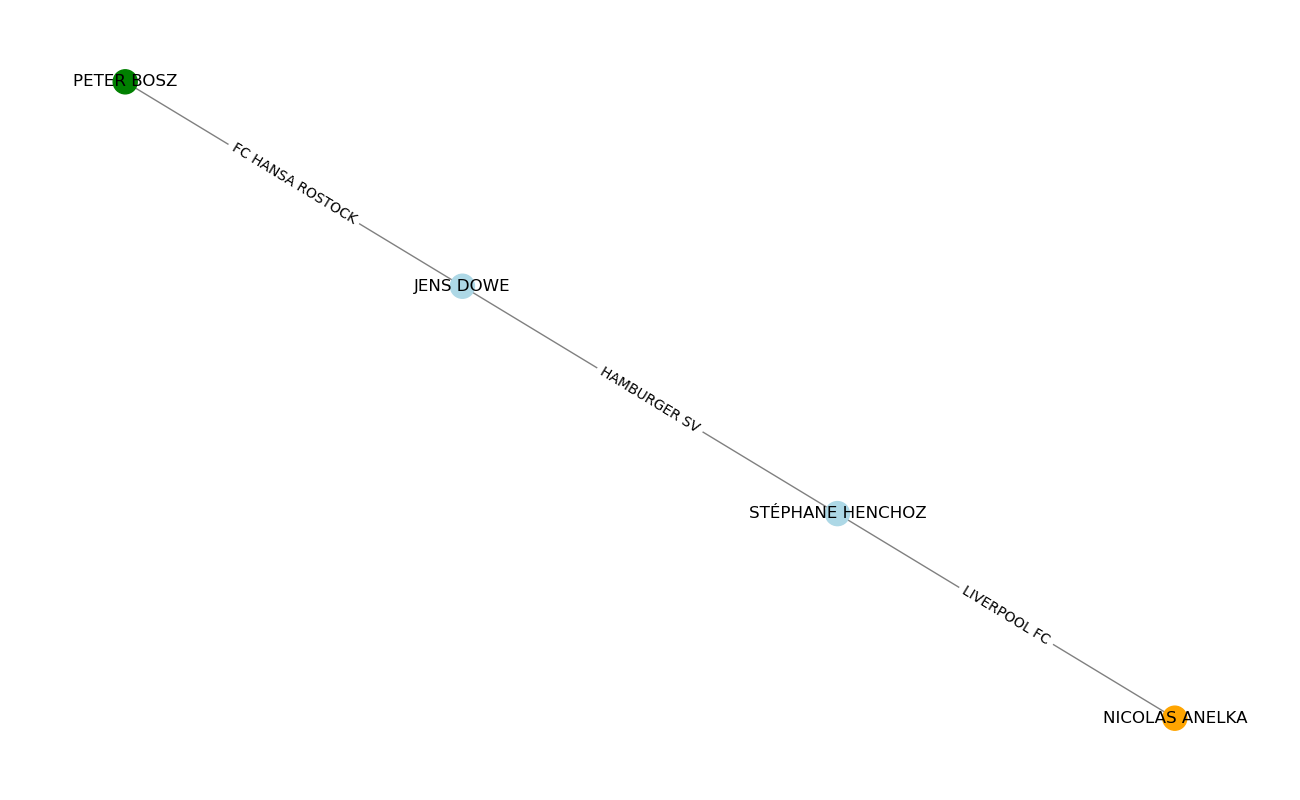 PETER BOSZ
FC HANSA ROSTOCK
JENS DOWE
HAMBURGER SV
STÉPHANE HENCHOZ
LIVERPOOL FC
NICOLAS ANELKA